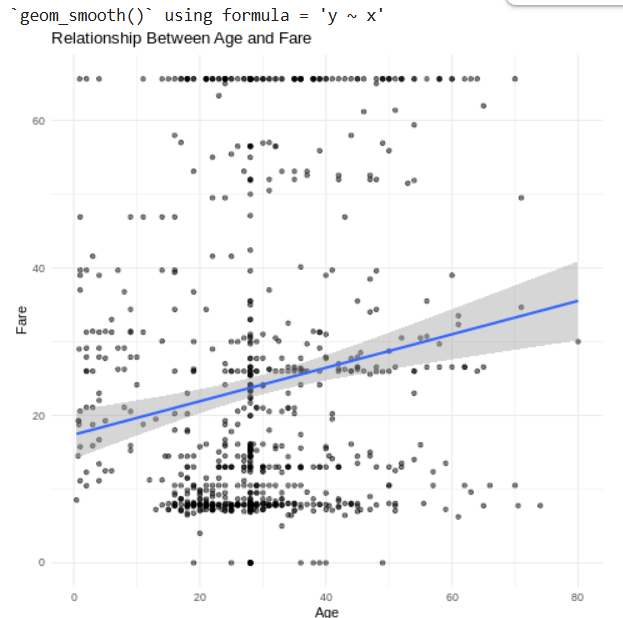 `geom_smooth()` using formula = 'y ~ x'
Relationship Between Age and Fare
60
40
20
0
Fare
0 20 40 60 80
Age